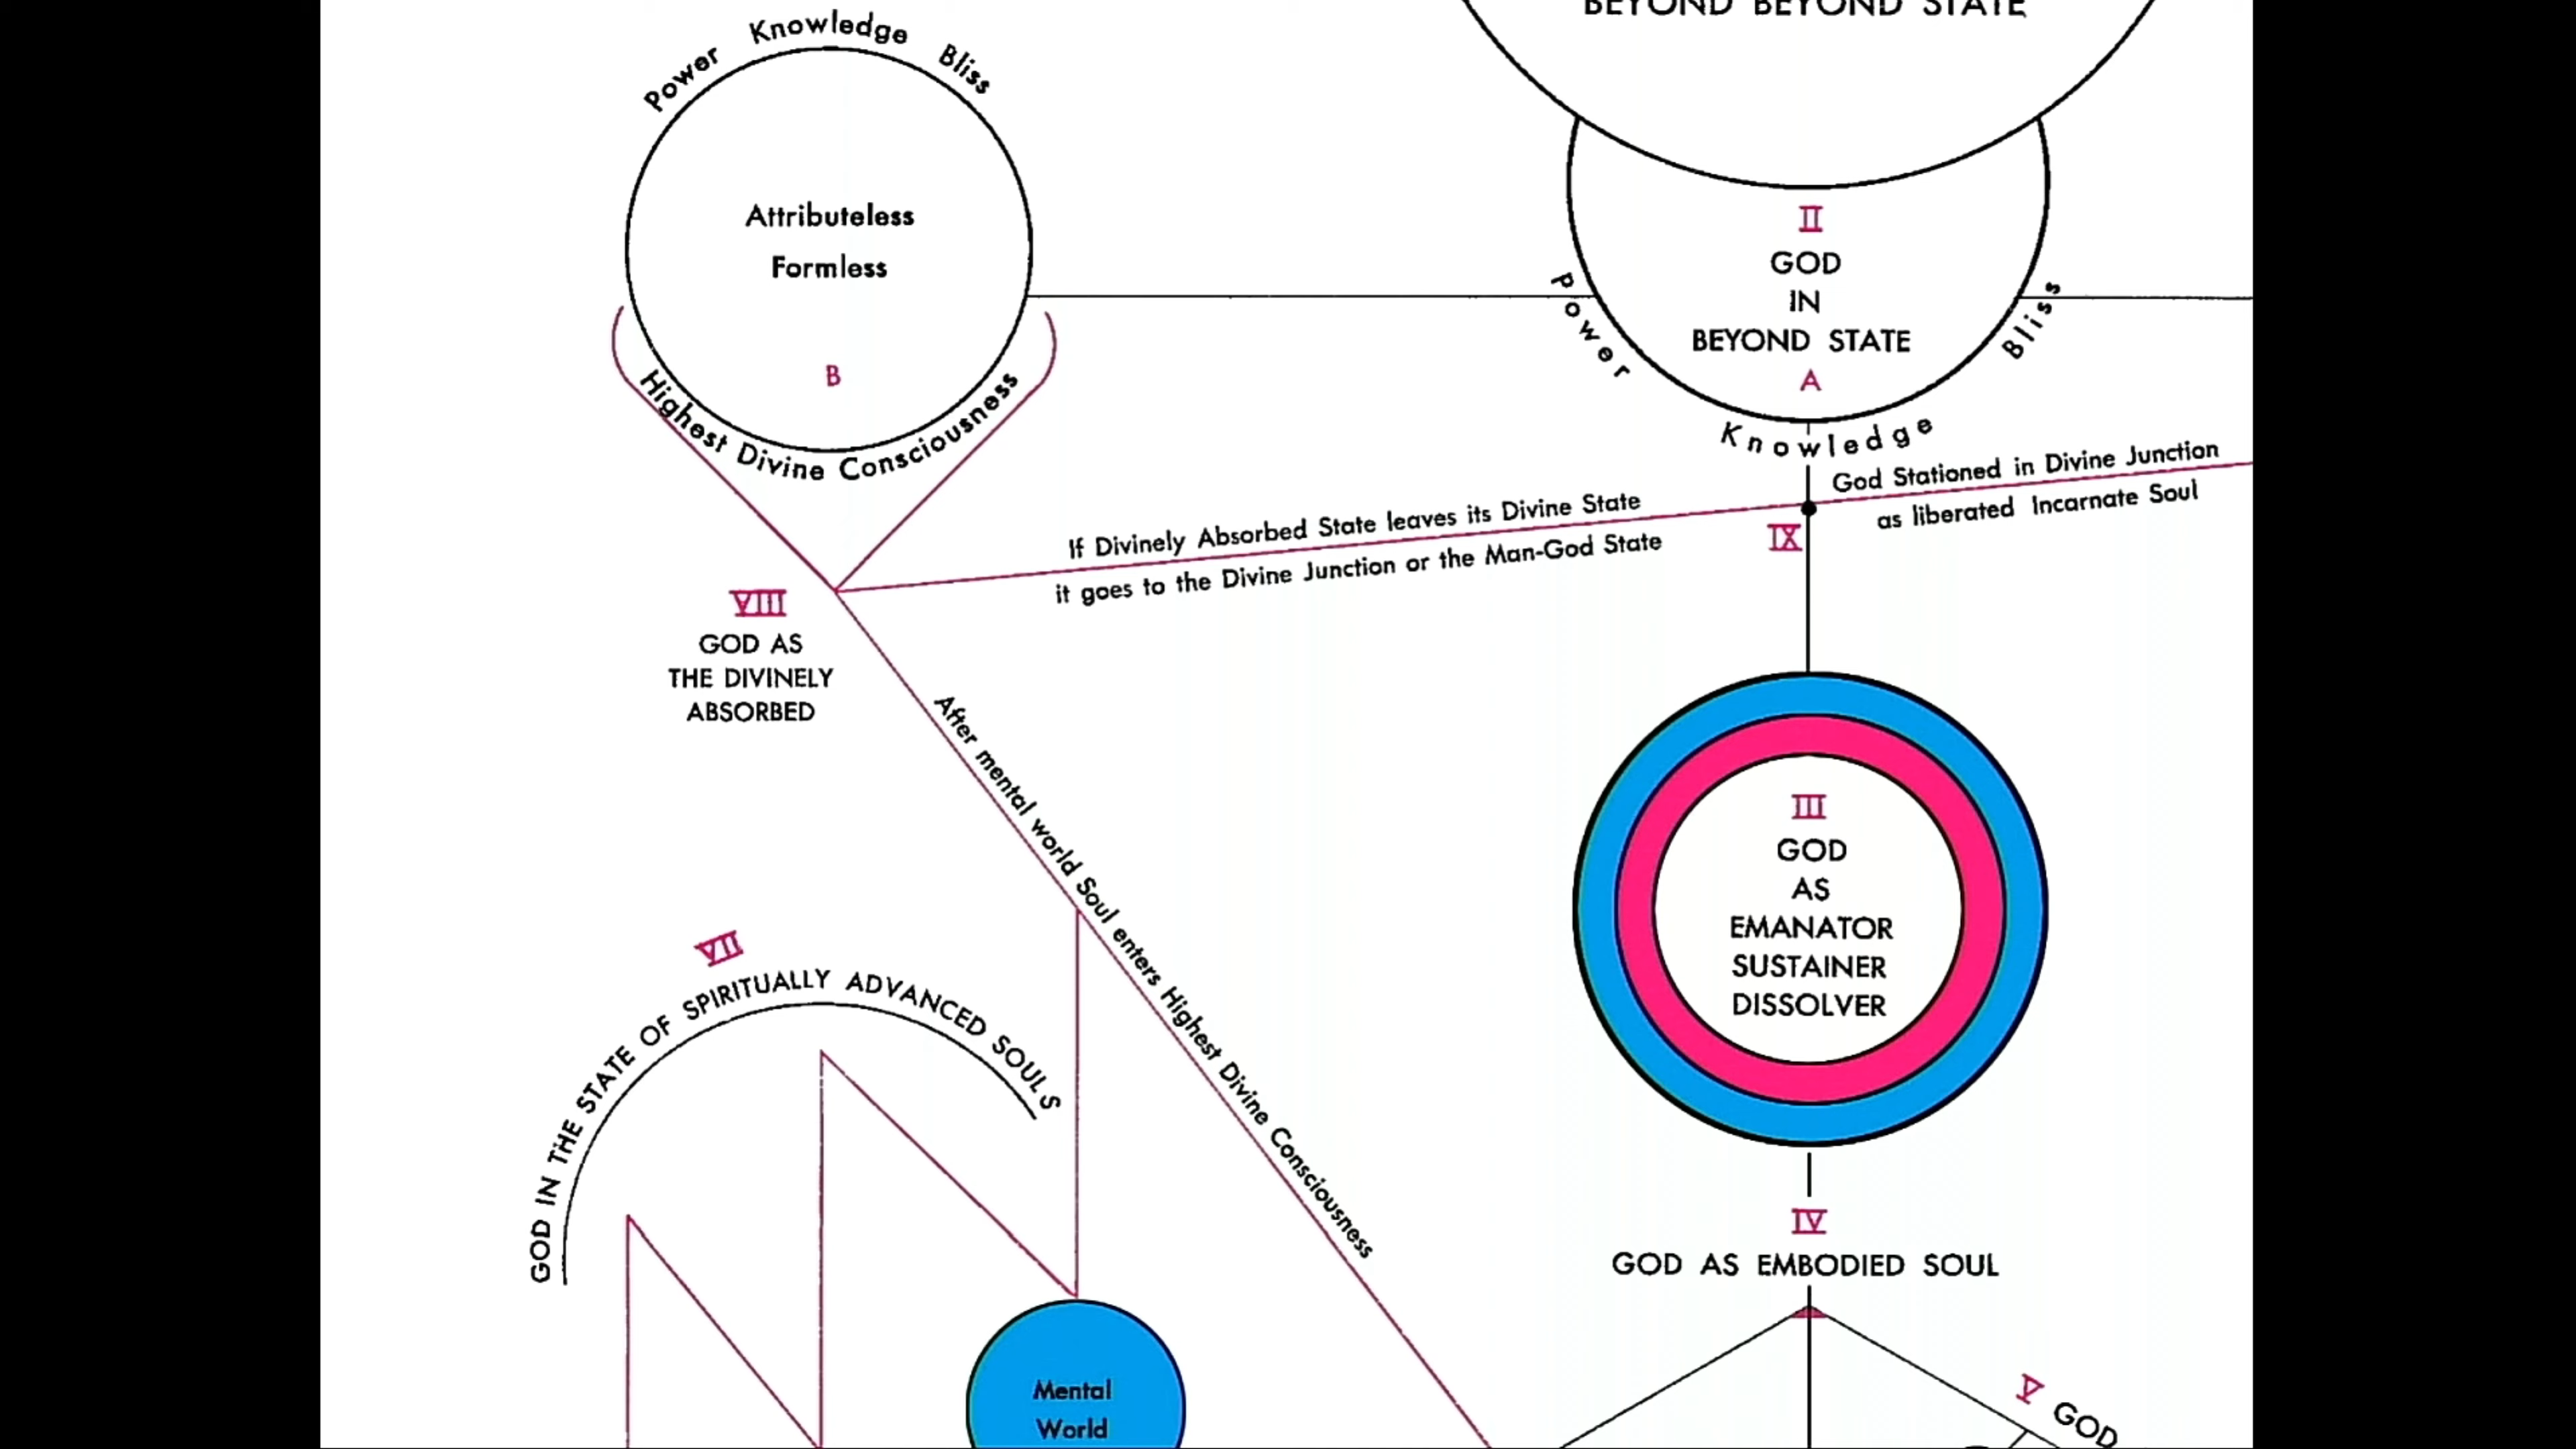 BEYOND BEYOND STATE
Power Knowledge Bliss
Attributeless
Formless
B
Highest Divine Consciousness
II
GOD
IN
BEYOND STATE
A
Power
Knowledge
Bliss
God Stationed in Divine Junction
as liberated Incarnate Soul
If Divinely Absorbed State leaves its Divine State
it goes to the Divine Junction or the Man-God State
IX
VIII
GOD AS
THE DIVINELY
ABSORBED
After mental world Soul enters Highest Divine Consciousness
III
GOD
AS
EMANATOR
SUSTAINER
DISSOLVER
VII
GOD IN THE STATE OF SPIRITUALLY ADVANCED SOULS
IV
GOD AS EMBODIED SOUL
Mental
World
V GOD